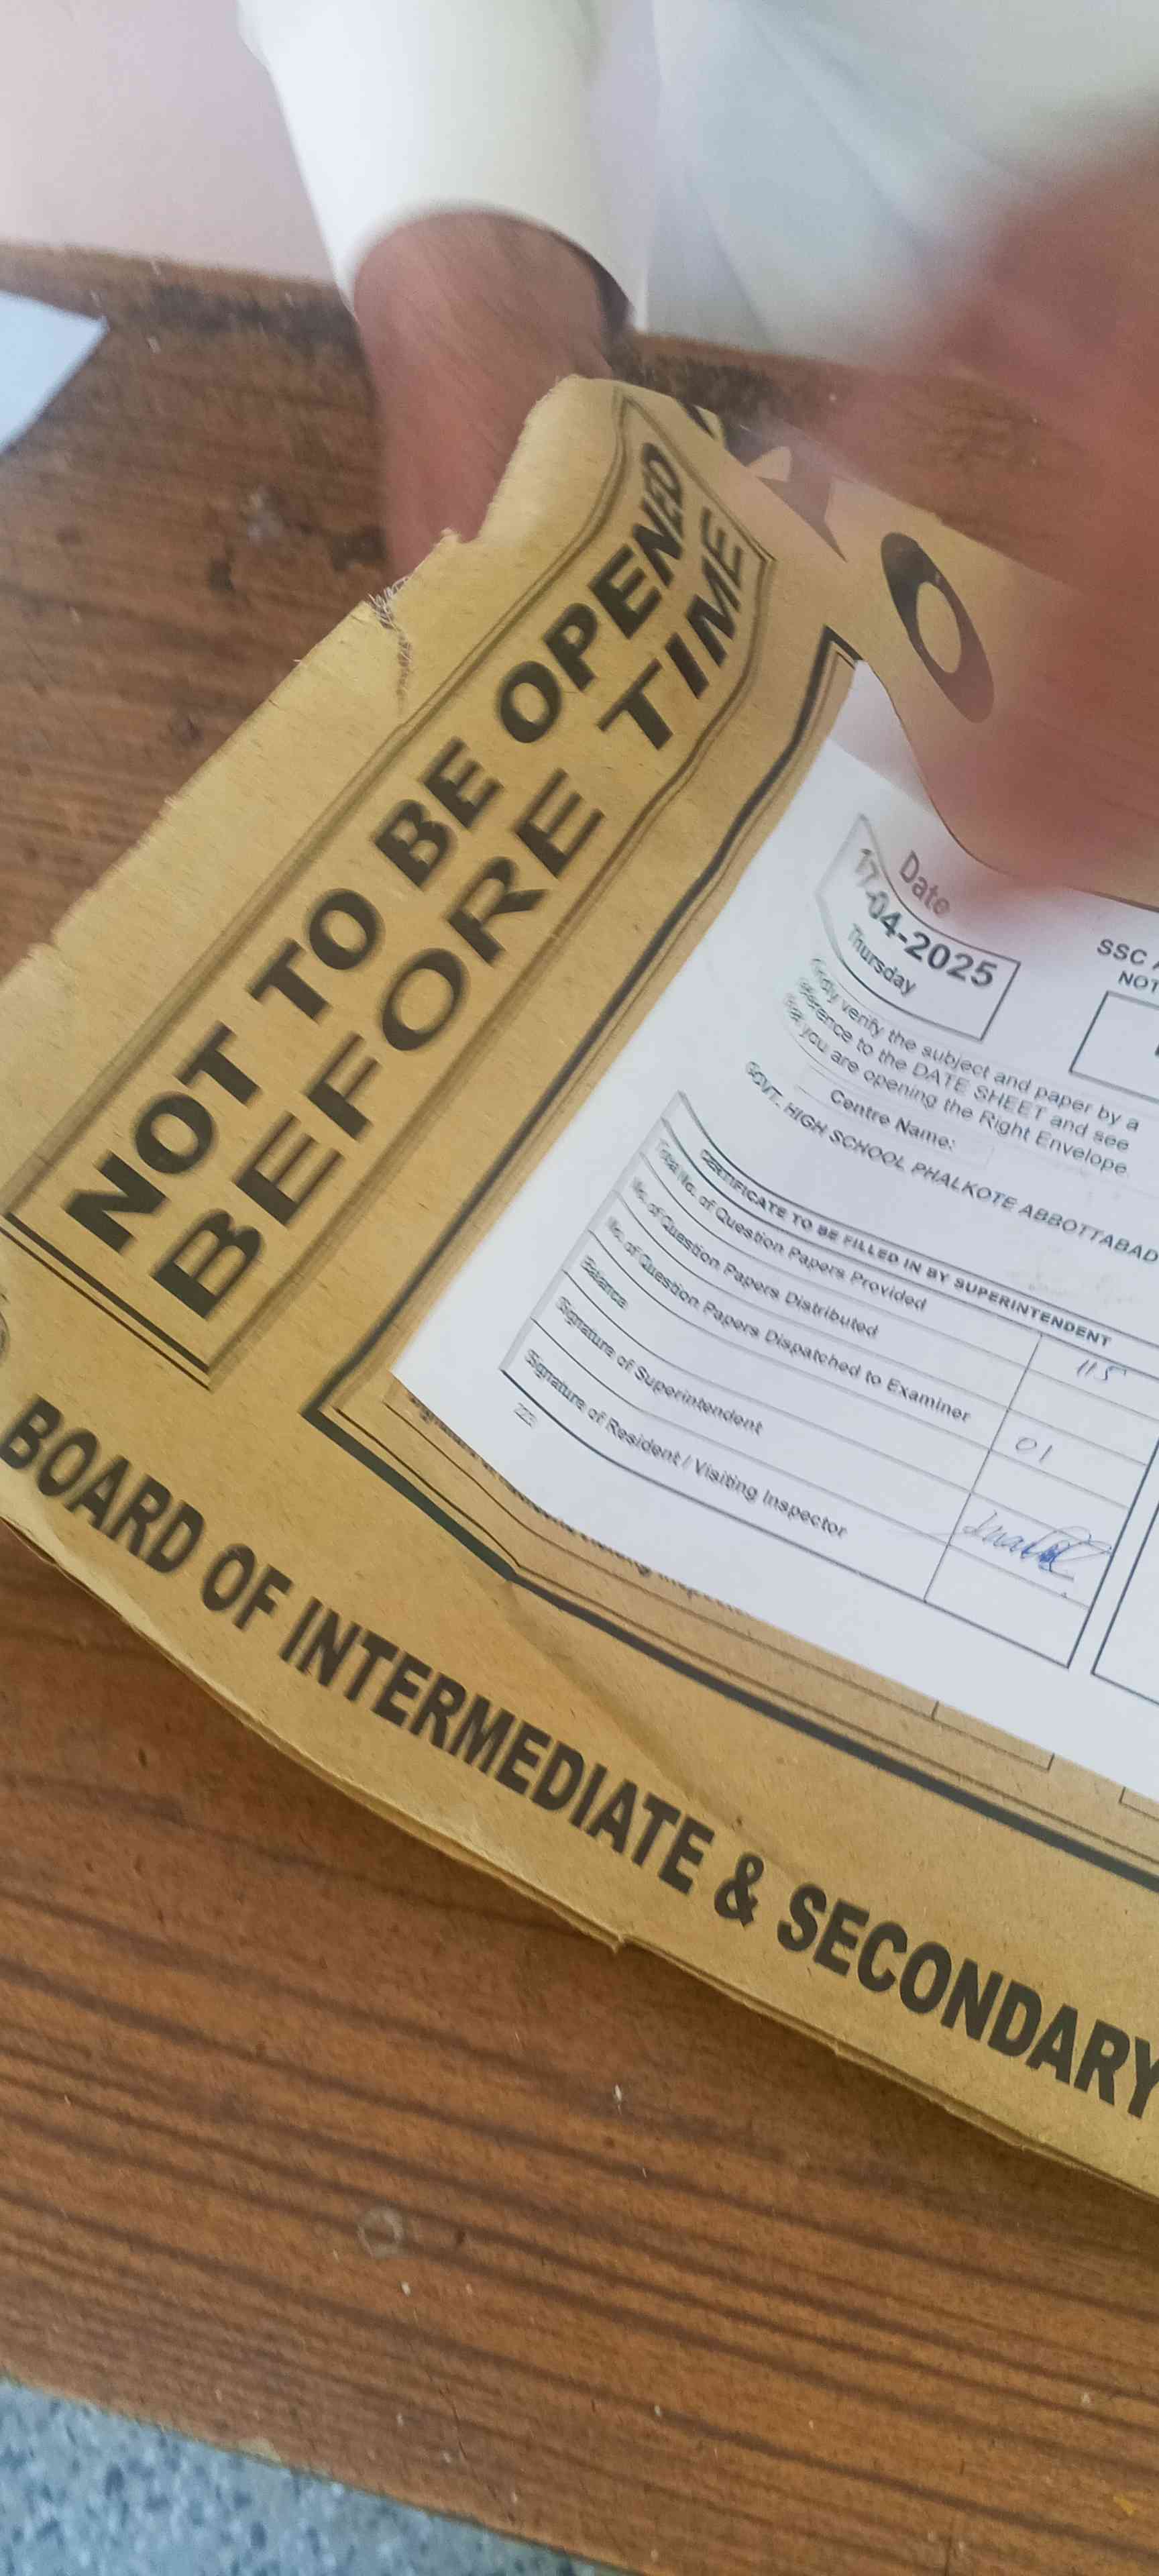 NOT TO BE OPENED
BEFORE TIME
O
Date
17-04-2025
Thursday
SSC
NOT
verify the subject and paper by a
to the DATE SHEET and see
you are opening the Right Envelope.
Centre Name:
GOVT. HIGH SCHOOL PHALKOTE ABBOTTABAD
CERTIFICATE TO BE FILLED IN BY SUPERINTENDENT
Total No. of Question Papers Provided 115
No. of Question Papers Distributed
No. of Question Papers Dispatched to Examiner 01
Balance
Signature of Superintendent
Signature of Resident / Visiting Inspector
BOARD OF INTERMEDIATE & SECONDARY